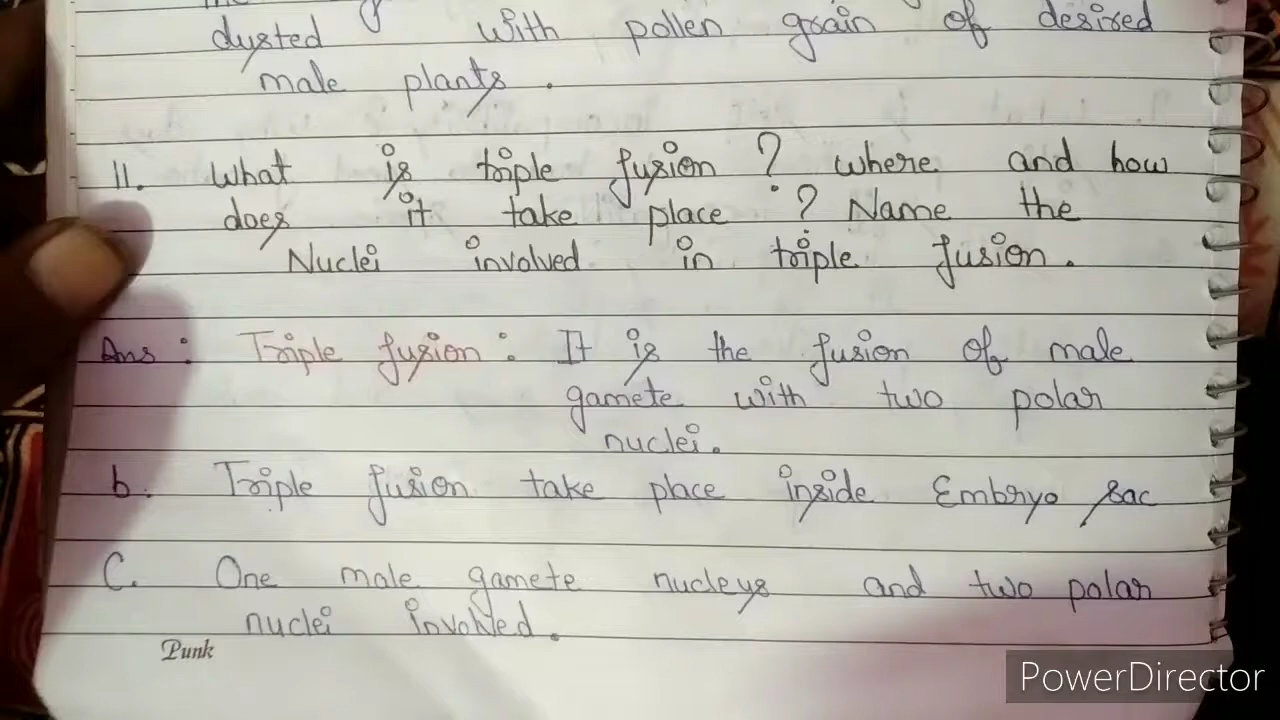 dusted with pollen grain of desired
male plants.
11. What is triple fusion? where and how
does it take place? Name the
Nuclei involved in triple fusion.
Ans: Triple fusion: It is the fusion of male
gamete with two polar
nuclei.
b. Triple fusion take place inside Embryo sac
C. One male gamete nucleus and two polar
nuclei involved.
Punk
PowerDirector